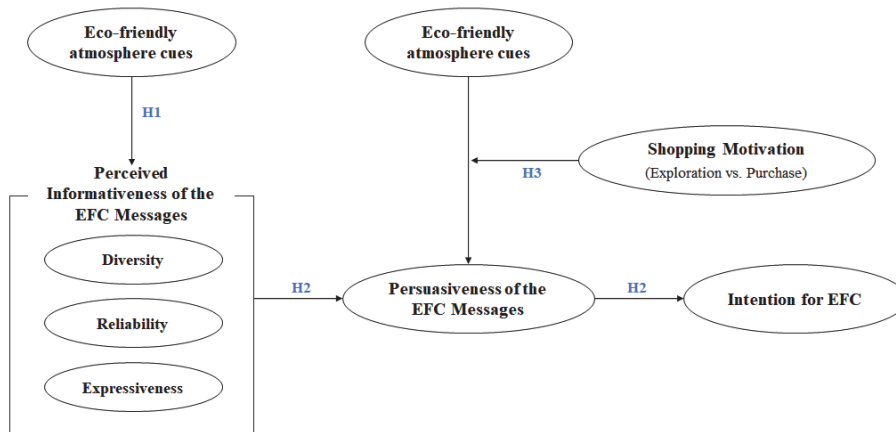 Eco-friendly
atmosphere cues
H1
Perceived
Informativeness of the
EFC Messages
Diversity
Reliability
Expressiveness
H2
Eco-friendly
atmosphere cues
H3
Shopping Motivation
(Exploration vs. Purchase)
Persuasiveness of the
EFC Messages
H2
Intention for EFC